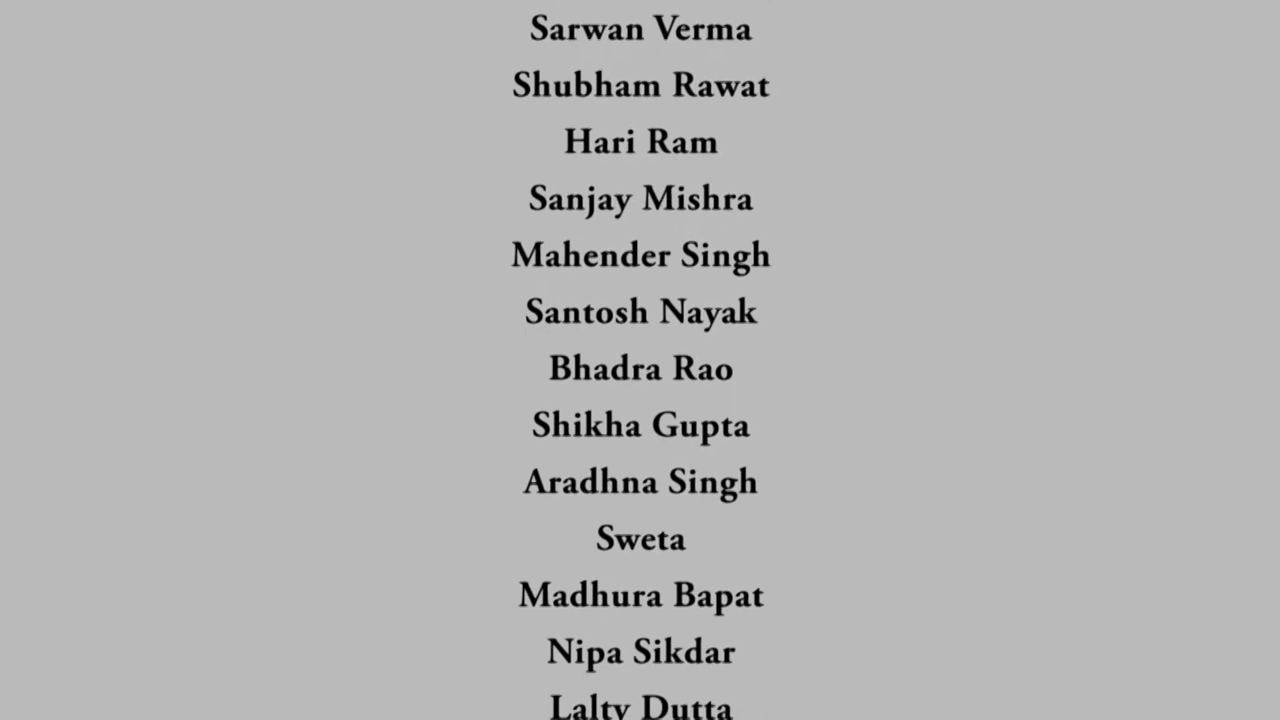 Sarwan Verma
Shubham Rawat
Hari Ram
Sanjay Mishra
Mahender Singh
Santosh Nayak
Bhadra Rao
Shikha Gupta
Aradhna Singh
Sweta
Madhura Bapat
Nipa Sikdar
Lalty Dutta